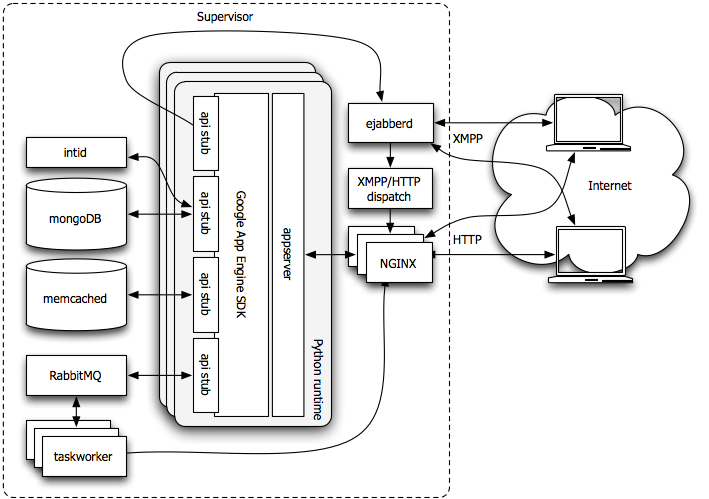 Supervisor
api stub
ejabberd
XMPP
intid
api stub
XMPP/HTTP
dispatch
Internet
mongoDB
Google App Engine SDK
appserver
HTTP
NGINX
memcached
api stub
Python runtime
RabbitMQ
api stub
taskworker